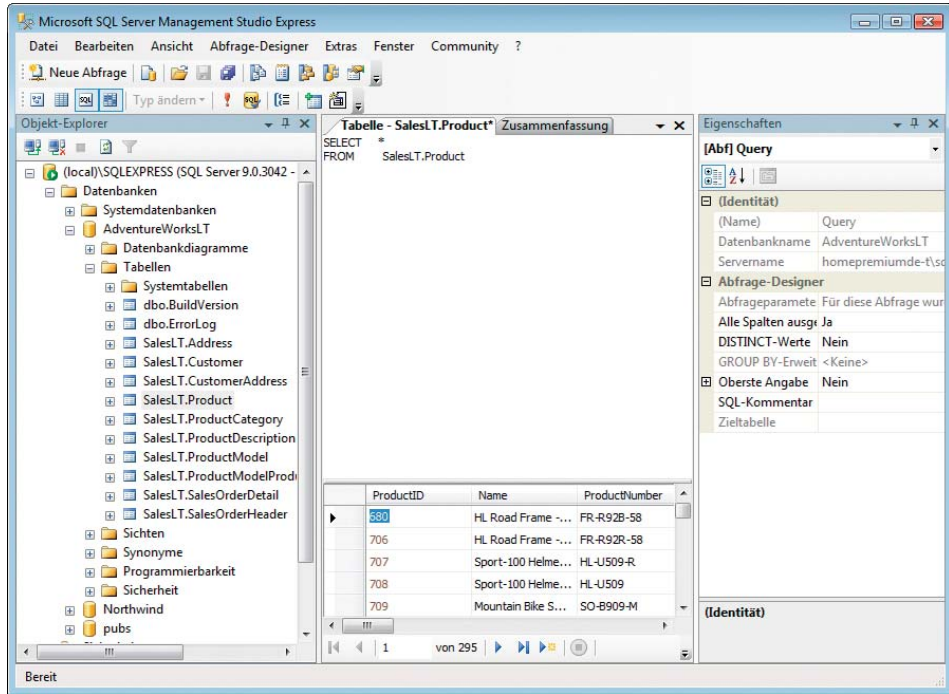 Microsoft SQL Server Management Studio Express
Datei Bearbeiten Ansicht Abfrage-Designer Extras Fenster Community ?
Neue Abfrage
SQL Typ ändern SQL
Objekt-Explorer
(local)\SQLEXPRESS (SQL Server 9.0.3042 -
Datenbanken
Systemdatenbanken
AdventureWorksLT
Datenbankdiagramme
Tabellen
Systemtabellen
dbo.BuildVersion
dbo.ErrorLog
SalesLT.Address
SalesLT.Customer
SalesLT.CustomerAddress
SalesLT.Product
SalesLT.ProductCategory
SalesLT.ProductDescription
SalesLT.ProductModel
SalesLT.ProductModelProdu
SalesLT.SalesOrderDetail
SalesLT.SalesOrderHeader
Sichten
Synonyme
Programmierbarkeit
Sicherheit
Northwind
pubs
Tabelle - SalesLT.Product* Zusammenfassung
SELECT *
FROM SalesLT.Product
ProductID Name ProductNumber
680 HL Road Frame -... FR-R92B-58
706 HL Road Frame -... FR-R92R-58
707 Sport-100 Helme... HL-U509-R
708 Sport-100 Helme... HL-U509
709 Mountain Bike S... SO-B909-M
1 von 295
Eigenschaften
[Abf] Query
(Identität)
(Name) Query
Datenbankname AdventureWorksLT
Servername homepremiumde-t\sq
Abfrage-Designer
Abfrageparamete Für diese Abfrage wur
Alle Spalten ausge Ja
DISTINCT-Werte Nein
GROUP BY-Erweit <Keine>
Oberste Angabe Nein
SQL-Kommentar
Zieltabelle
(Identität)
Bereit